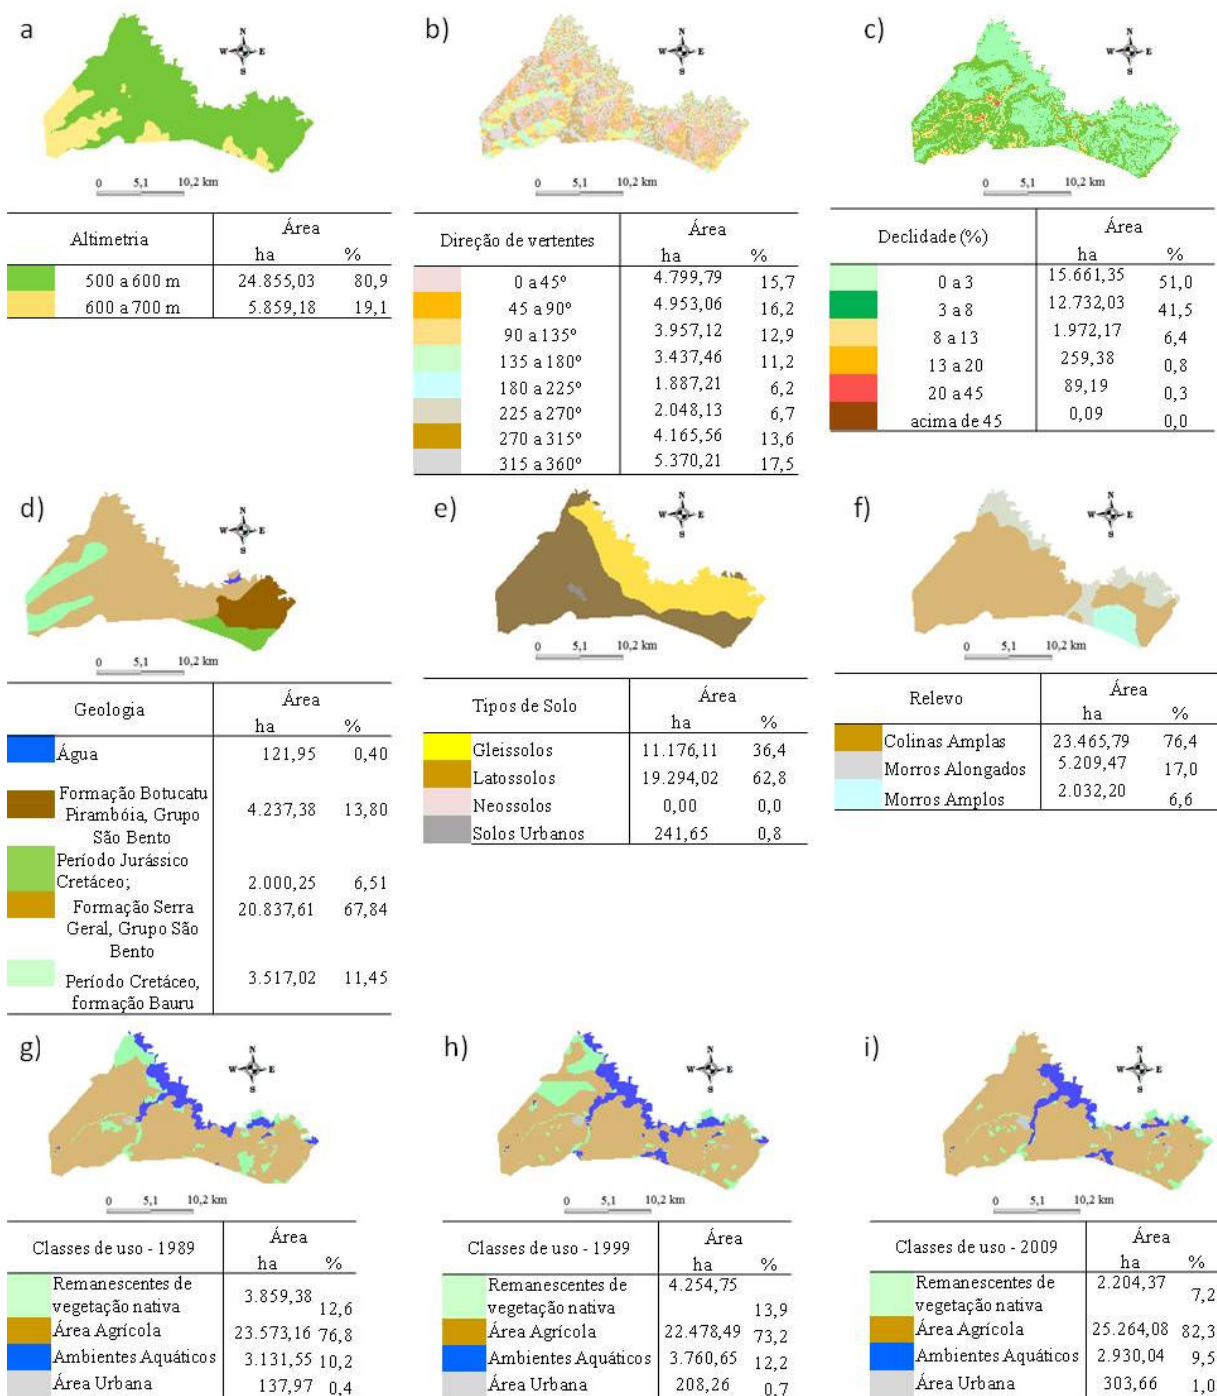 a
N
W E
S
0 5,1 10,2 km
Altimetria Área
ha %
500 a 600 m 24.855,03 80,9
600 a 700 m 5.859,18 19,1
b)
N
W E
S
0 5,1 10,2 km
Direção de vertentes Área
ha %
0 a 45º 4.799,79 15,7
45 a 90º 4.953,06 16,2
90 a 135º 3.957,12 12,9
135 a 180º 3.437,46 11,2
180 a 225º 1.887,21 6,2
225 a 270º 2.048,13 6,7
270 a 315º 4.165,56 13,6
315 a 360º 5.370,21 17,5
c)
N
W E
S
0 5,1 10,2 km
Declidade (%) Área
ha %
0 a 3 15.661,35 51,0
3 a 8 12.732,03 41,5
8 a 13 1.972,17 6,4
13 a 20 259,38 0,8
20 a 45 89,19 0,3
acima de 45 0,09 0,0
d)
N
W E
S
0 5,1 10,2 km
Geologia Área
ha %
Água 121,95 0,40
Formação Botucatu
Pirambóia, Grupo 4.237,38 13,80
São Bento
Período Jurássico
Cretáceo; 2.000,25 6,51
Formação Serra 20.837,61 67,84
Geral, Grupo São
Bento
Período Cretáceo, 3.517,02 11,45
formação Bauru
e)
N
W E
S
0 5,1 10,2 km
Tipos de Solo Área
ha %
Gleissolos 11.176,11 36,4
Latossolos 19.294,02 62,8
Neossolos 0,00 0,0
Solos Urbanos 241,65 0,8
f)
N
W E
S
0 5,1 10,2 km
Relevo Área
ha %
Colinas Amplas 23.465,79 76,4
Morros Alongados 5.209,47 17,0
Morros Amplos 2.032,20 6,6
g)
N
W E
S
0 5,1 10,2 km
Classes de uso - 1989 Área
ha %
Remanescentes de 3.859,38
vegetação nativa 12,6
Área Agrícola 23.573,16 76,8
Ambientes Aquáticos 3.131,55 10,2
Área Urbana 137,97 0,4
h)
N
W E
S
0 5,1 10,2 km
Classes de uso - 1999 Área
ha %
Remanescentes de 4.254,75
vegetação nativa 13,9
Área Agrícola 22.478,49 73,2
Ambientes Aquáticos 3.760,65 12,2
Área Urbana 208,26 0,7
i)
N
W E
S
0 5,1 10,2 km
Classes de uso - 2009 Área
ha %
Remanescentes de 2.204,37
vegetação nativa 7,2
Área Agrícola 25.264,08 82,3
Ambientes Aquáticos 2.930,04 9,5
Área Urbana 303,66 1,0